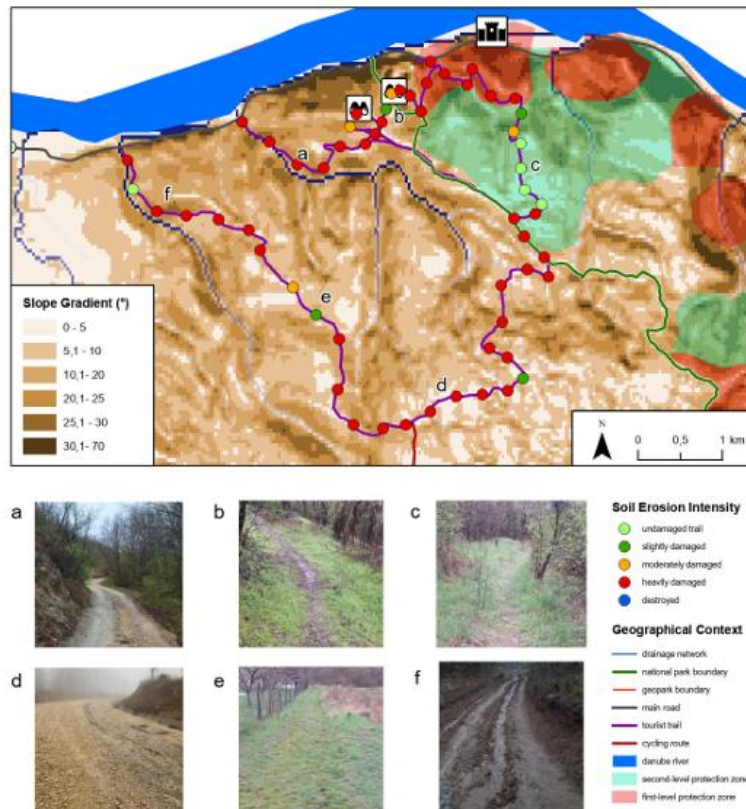 b
a
c
f
e
d
Slope Gradient (°)
0 - 5
5,1 - 10
10,1- 20
20,1 - 25
25,1 - 30
30,1- 70
N
0 0,5 1 km
a
b
c
d
e
f
Soil Erosion Intensity
undamaged trail
slightly damaged
moderately damaged
heavily damaged
destroyed
Geographical Context
drainage network
national park boundary
geopark boundary
main road
tourist trail
cycling route
danube river
second-level protection zone
first-level protection zone